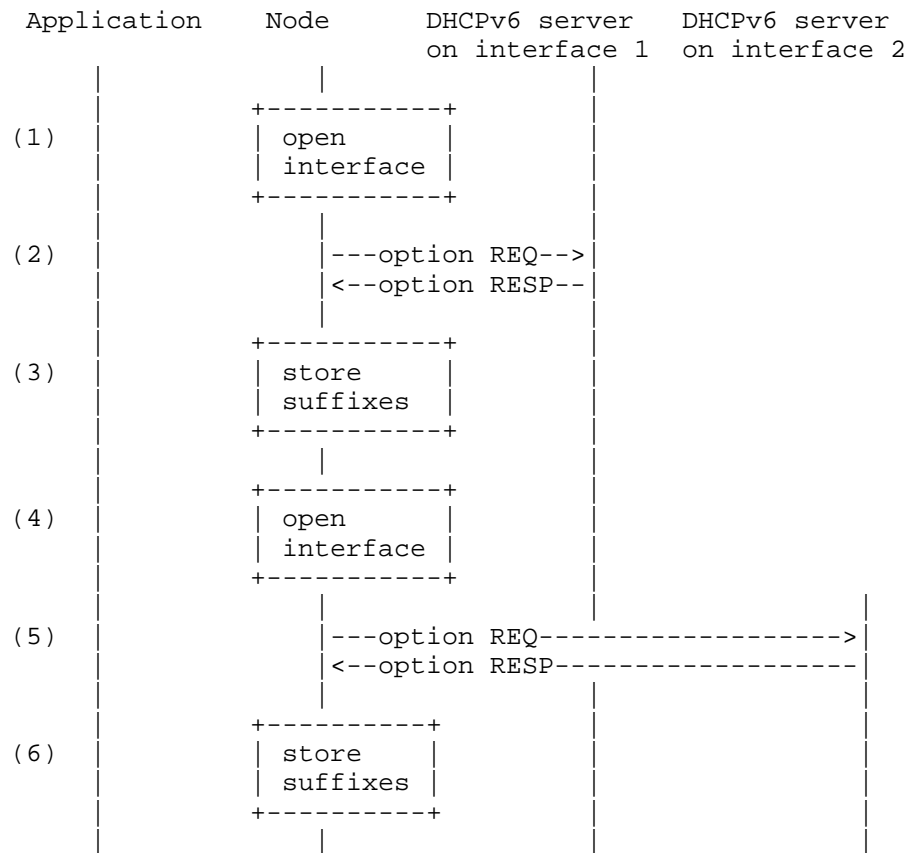 Application    Node    DHCPv6 server    DHCPv6 server
on interface 1    on interface 2
(1)    open
interface
(2)    ---option REQ-->
<--option RESP--
(3)    store
suffixes
(4)    open
interface
(5)    ---option REQ------------------->
<--option RESP-------------------
(6)    store
suffixes